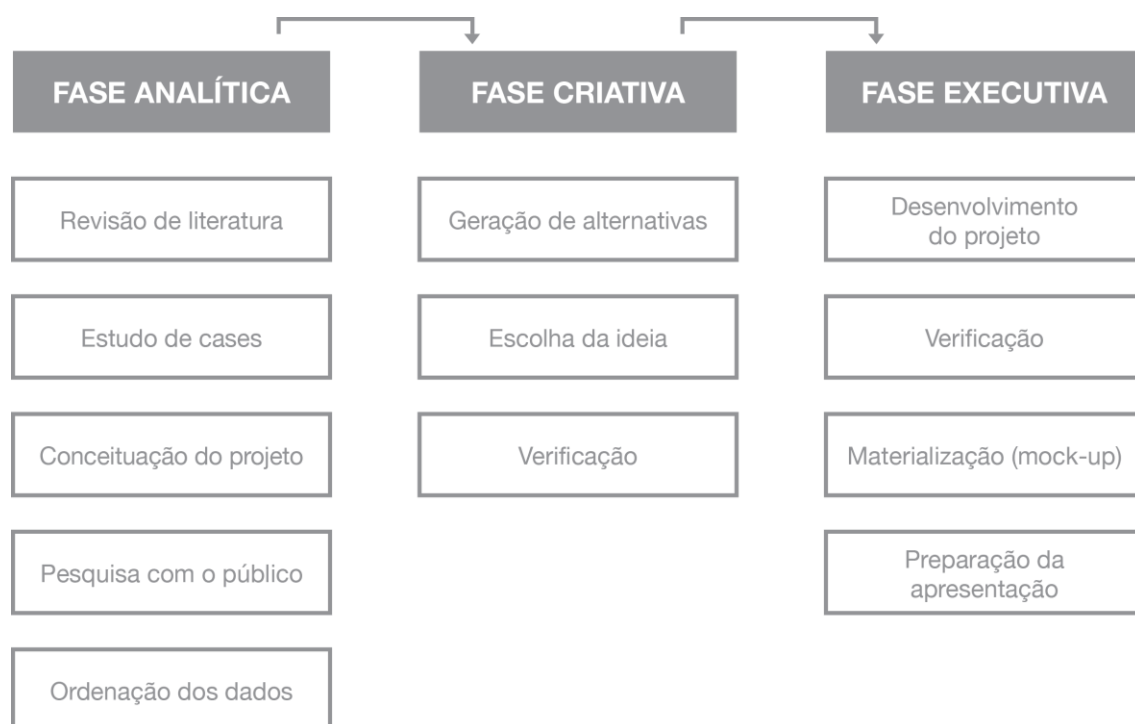 FASE ANALÍTICA
Revisão de literatura
Estudo de cases
Conceituação do projeto
Pesquisa com o público
Ordenação dos dados
FASE CRIATIVA
Geração de alternativas
Escolha da ideia
Verificação
FASE EXECUTIVA
Desenvolvimento
do projeto
Verificação
Materialização (mock-up)
Preparação da
apresentação